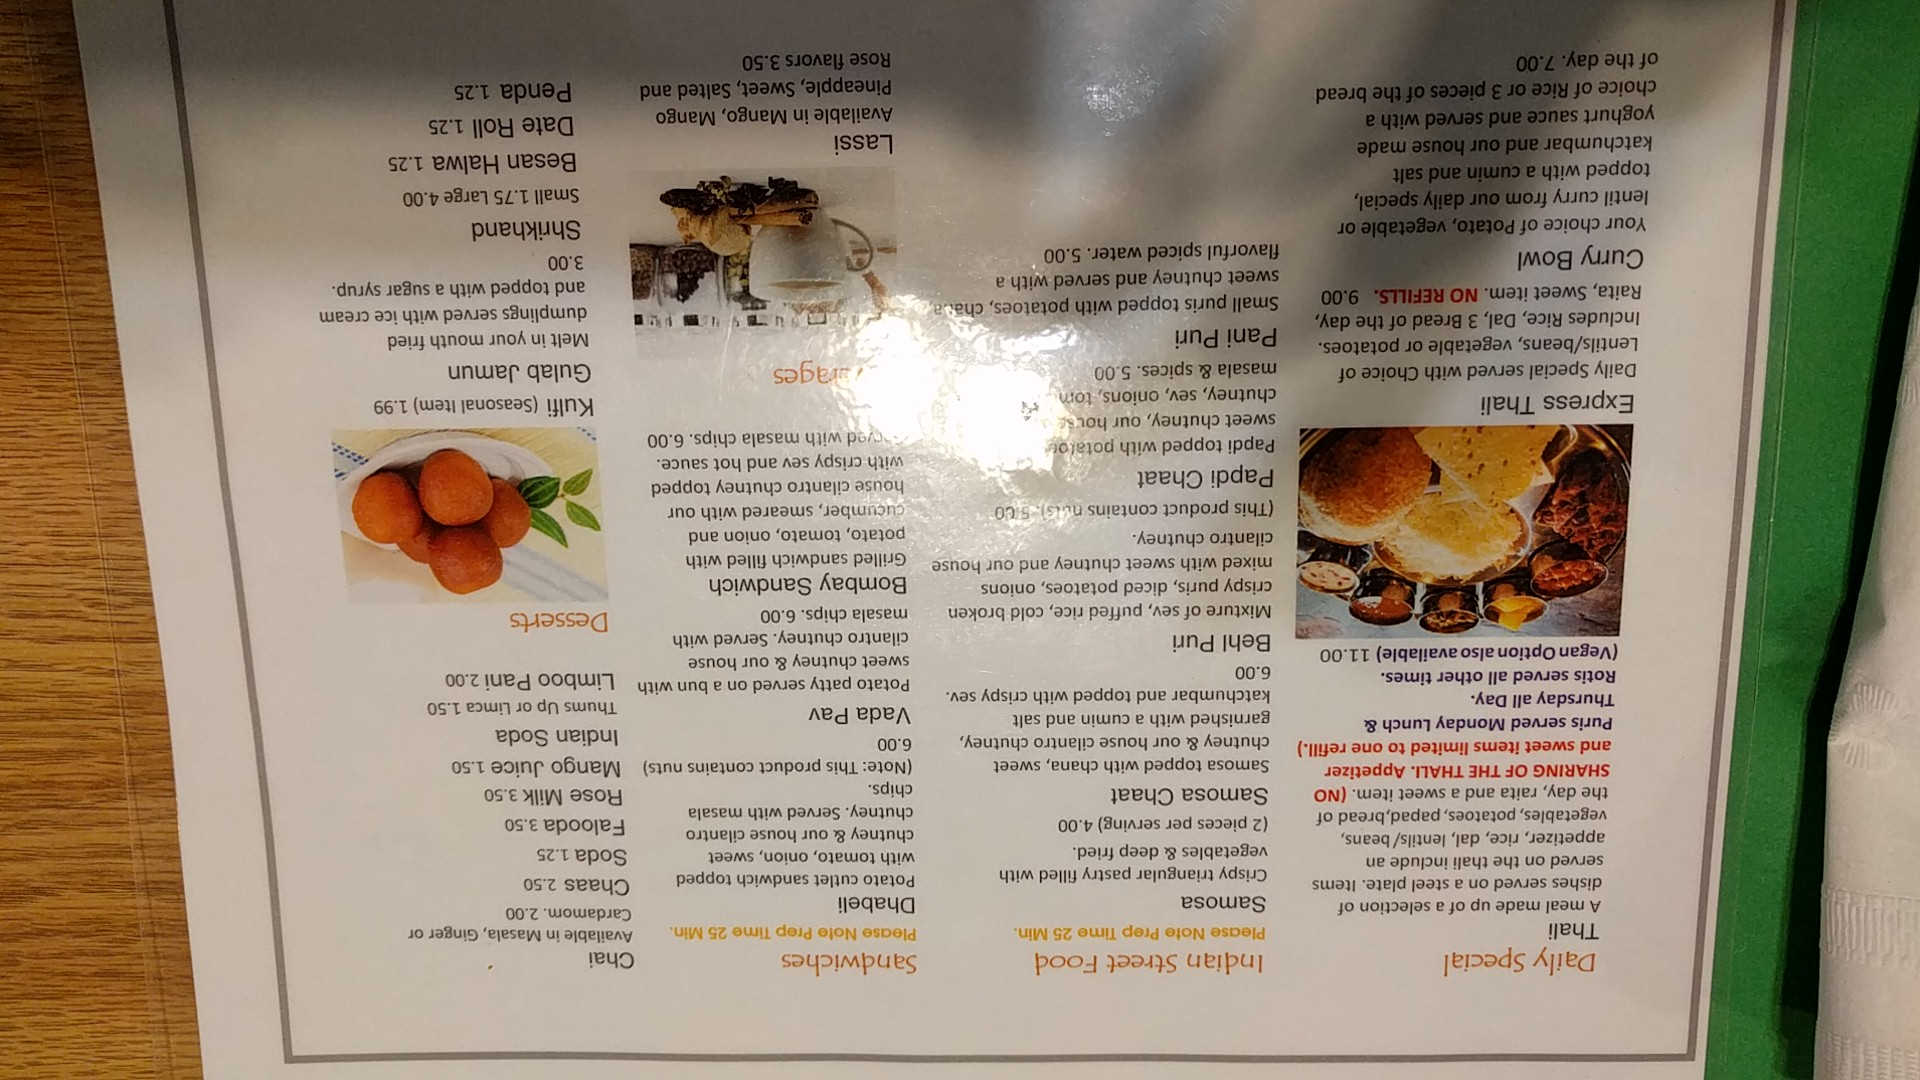 Daily Special
Thali
A meal made up of a selection of
dishes served on a steel plate. Items
served on the thali include an
appetizer, rice, dal, lentils/beans,
vegetables, potatoes, papad,bread of
the day, raita and a sweet item. (NO
SHARING OF THE THALI. Appetizer
and sweet items limited to one refill.)
Puris served Monday Lunch &
Thursday all Day.
Rotis served all other times.
(Vegan Option also available) 11.00
Express Thali
Daily Special served with Choice of
Lentils/beans, vegetable or potatoes.
Includes Rice, Dal, 3 Bread of the day,
Raita, Sweet item. NO REFILLS. 9.00
Curry Bowl
Your choice of Potato, vegetable or
lentil curry from our daily special,
topped with a cumin and salt
katchumbar and our house made
yoghurt sauce and served with a
choice of Rice or 3 pieces of the bread
of the day. 7.00
Indian Street Food
Please Note Prep Time 25 Min.
Samosa
Crispy triangular pastry filled with
vegetables & deep fried.
(2 pieces per serving) 4.00
Samosa Chaat
Samosa topped with chana, sweet
chutney & our house cilantro chutney,
garnished with a cumin and salt
katchumbar and topped with crispy sev.
6.00
Behl Puri
Mixture of sev, puffed rice, cold broken
crispy puris, diced potatoes, onions
mixed with sweet chutney and our house
cilantro chutney.
(This product contains nuts). 5.00
Papdi Chaat
Papdi topped with
sweet chutney, our
chutney, sev, onions,
masala & spices. 5.00
Pani Puri
Small puris topped with potatoes, chana,
sweet chutney and served with a
flavorful spiced water. 5.00
Sandwiches
Please Note Prep Time 25 Min.
Dhabeli
Potato cutlet sandwich topped
with tomato, onion, sweet
chutney & our house cilantro
chutney. Served with masala
chips.
(Note: This product contains nuts)
6.00
Vada Pav
Potato patty served on a bun with
sweet chutney & our house
cilantro chutney. Served with
masala chips. 6.00
Bombay Sandwich
Grilled sandwich filled with
potato, tomato, onion and
cucumber, smeared with our
house cilantro chutney topped
with crispy sev and hot sauce.
with masala chips. 6.00
Lassi
Available in Mango, Mango
Pineapple, Sweet, Salted and
Rose flavors 3.50
Chai
Available in Masala, Ginger or
Cardamom. 2.00
Chaas 2.50
Soda 1.25
Falooda 3.50
Rose Milk 3.50
Mango Juice 1.50
Indian Soda
Thums Up or Limca 1.50
Limboo Pani 2.00
Desserts
Kulfi (Seasonal Item) 1.99
Gulab Jamun
Melt in your mouth fried
dumplings served with ice cream
and topped with a sugar syrup.
3.00
Shrikhand
Small 1.75 Large 4.00
Besan Halwa 1.25
Date Roll 1.25
Penda 1.25